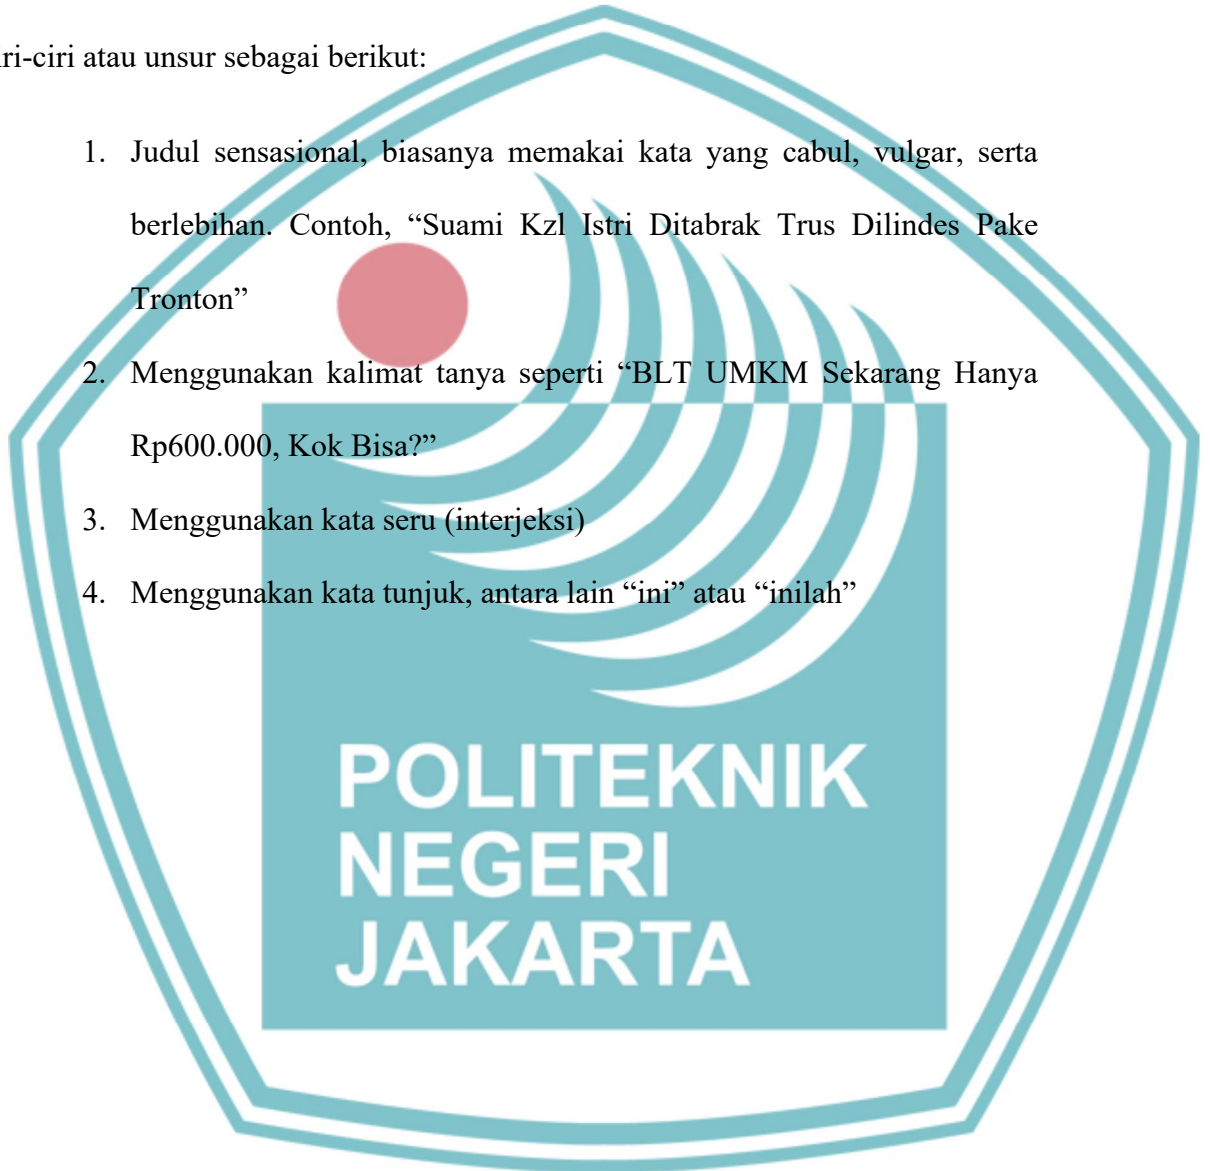 ri-ciri atau unsur sebagai berikut:
1. Judul sensasional, biasanya memakai kata yang cabul, vulgar, serta
berlebihan. Contoh, “Suami Kzl Istri Ditabrak Trus Dilindes Pake
Tronton”
2. Menggunakan kalimat tanya seperti “BLT UMKM Sekarang Hanya
Rp600.000, Kok Bisa?”
3. Menggunakan kata seru (interjeksi)
4. Menggunakan kata tunjuk, antara lain “ini” atau “inilah”
POLITEKNIK
NEGERI
JAKARTA